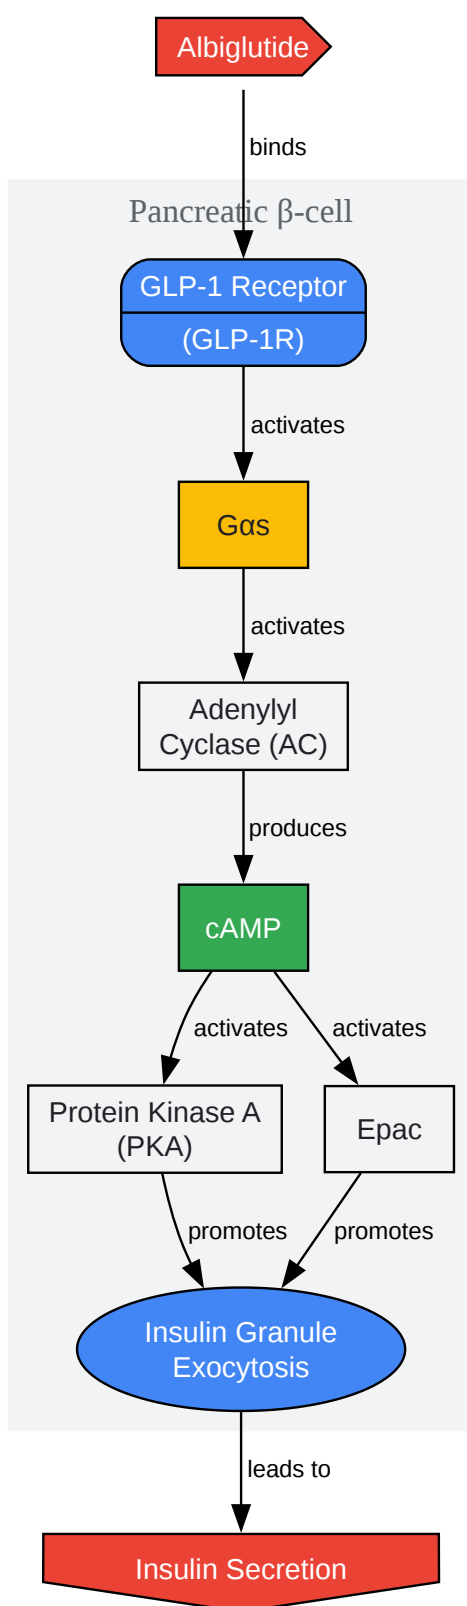 Albiglutide
binds
Pancreatic β-cell
GLP-1 Receptor
(GLP-1R)
activates
Gαs
activates
Adenylyl
Cyclase (AC)
produces
cAMP
activates
activates
Protein Kinase A
(PKA)
Epac
promotes
promotes
Insulin Granule
Exocytosis
leads to
Insulin Secretion